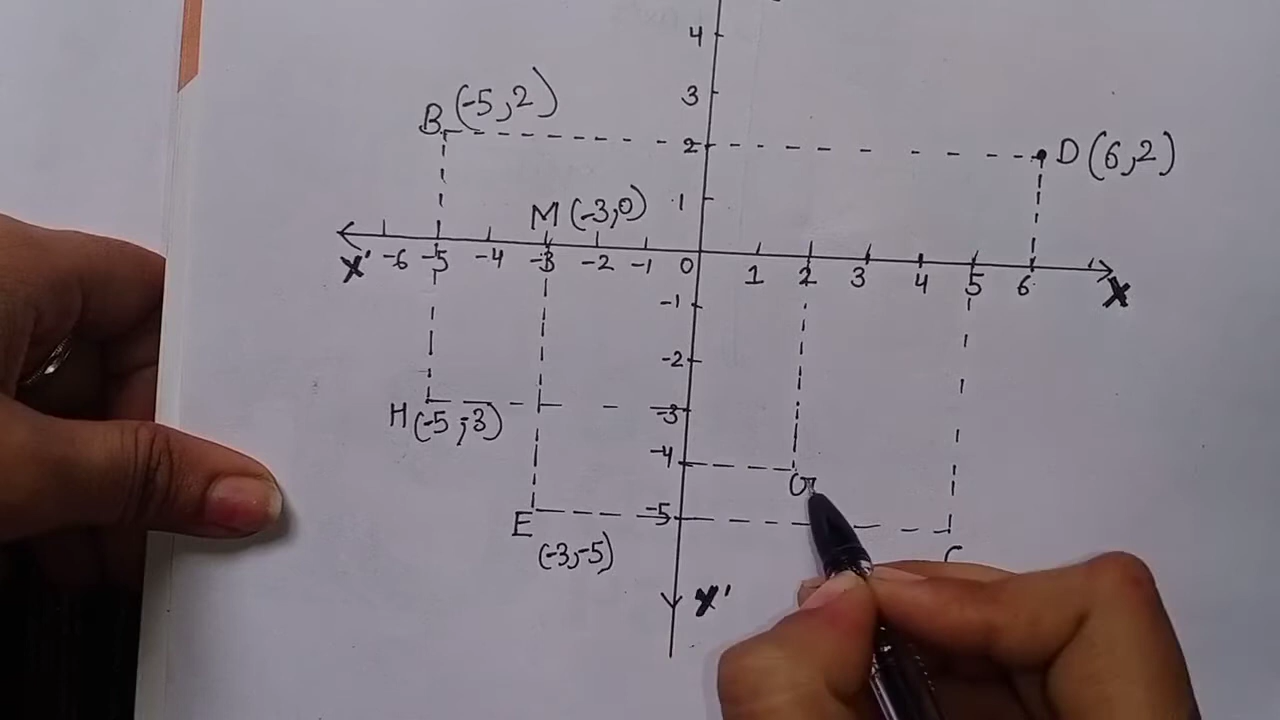 4
3
B (-5,2)
2
D (6,2)
1
M (-3,0)
X' -6 -5 -4 -3 -2 -1 0 1 2 3 4 5 6 X
-1
-2
-3
H (-5,-3)
-4
G
-5
E
(-3,-5)
X'